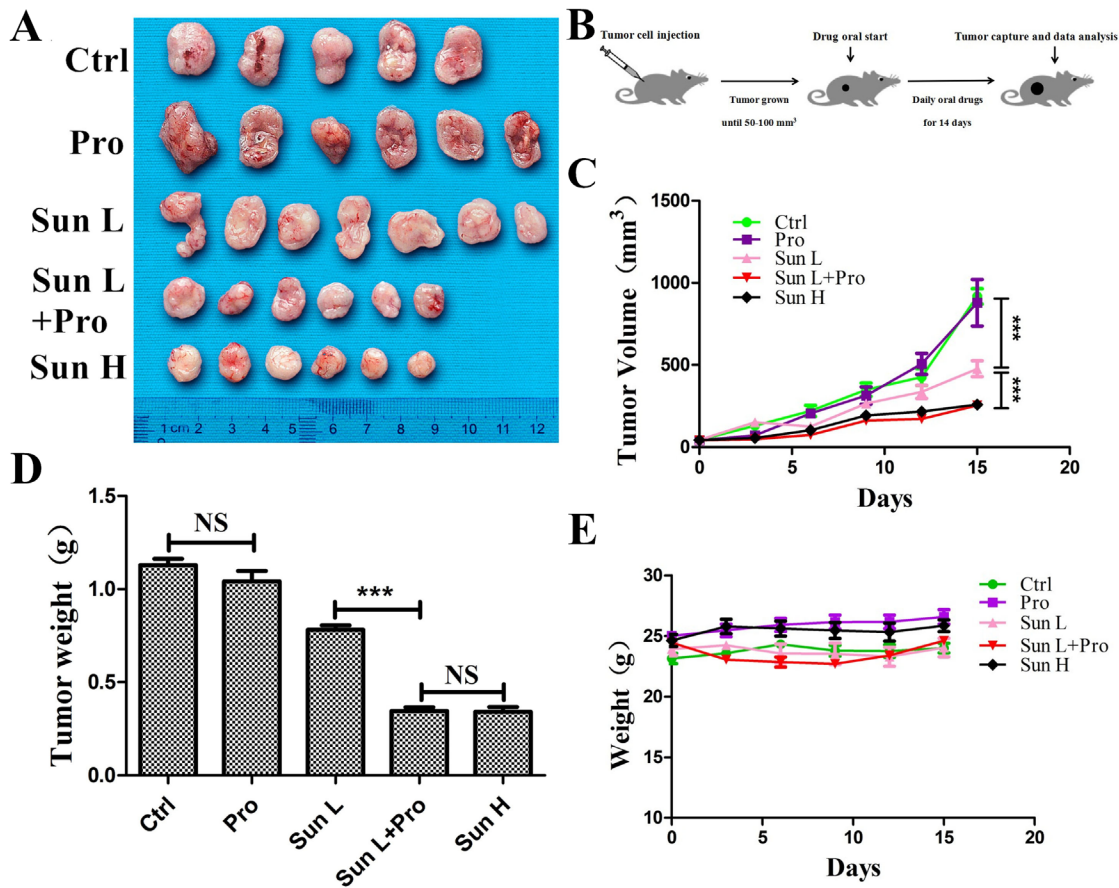 A
Ctrl
Pro
Sun L
Sun L
+Pro
Sun H
1 cm 2 3 4 5 6 7 8 9 10 11 12
B
Tumor cell injection
Drug oral start
Tumor capture and data analysis
Tumor grown
until 50-100 mm³
Daily oral drugs
for 14 days
C
Tumor Volume (mm³)
1500
1000
500
0
Ctrl
Pro
Sun L
Sun L+Pro
Sun H
***
***
0 5 10 15 20
Days
D
Tumor weight (g)
1.5
1.0
0.5
0.0
NS
***
NS
Ctrl
Pro
Sun L
Sun L+Pro
Sun H
E
Weight (g)
30
25
20
15
10
Ctrl
Pro
Sun L
Sun L+Pro
Sun H
0 5 10 15 20
Days